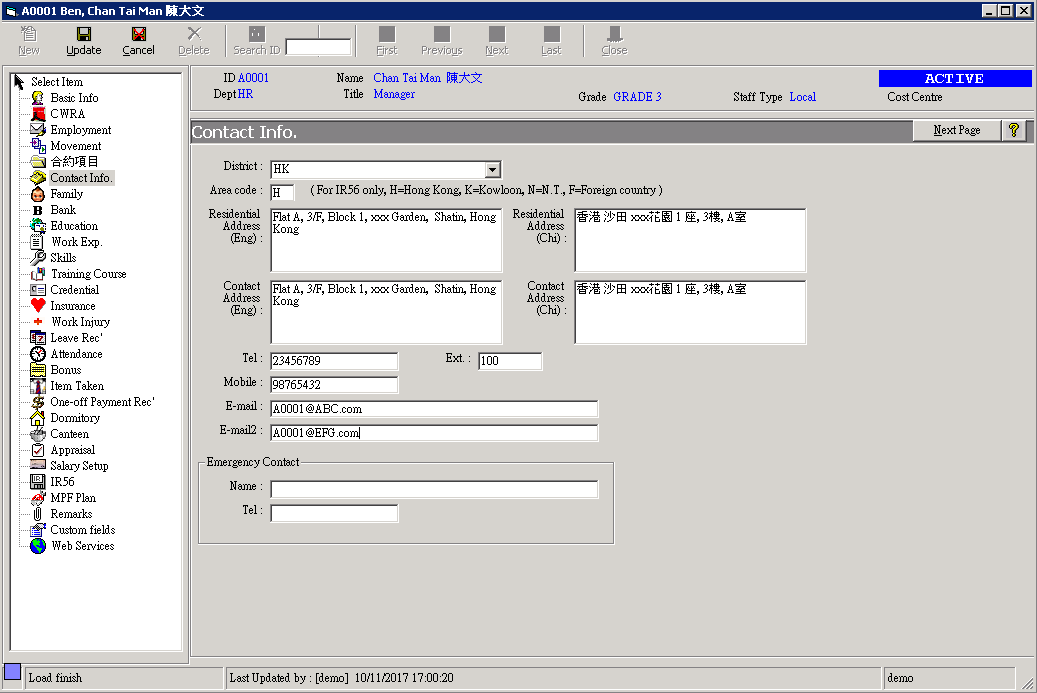 A0001 Ben, Chan Tai Man 陳大文
New Update Cancel Delete Search ID First Previous Next Last Close
Select Item
Basic Info
CWRA
Employment
Movement
合約項目
Contact Info.
Family
Bank
Education
Work Exp.
Skills
Training Course
Credential
Insurance
Work Injury
Leave Rec'
Attendance
Bonus
Item Taken
One-off Payment Rec'
Dormitory
Canteen
Appraisal
Salary Setup
IR56
MPF Plan
Remarks
Custom fields
Web Services
ID A0001 Name Chan Tai Man 陳大文 ACTIVE
Dept HR Title Manager Grade GRADE 3 Staff Type Local Cost Centre
Contact Info. Next Page ?
District : HK
Area code : H ( For IR56 only, H=Hong Kong, K=Kowloon, N=N.T., F=Foreign country )
Residential Address (Eng) :
Flat A, 3/F, Block 1, xxx Garden, Shatin, Hong
Kong
Residential Address (Chi) :
香港 沙田 xxx花園 1 座, 3樓, A室
Contact Address (Eng) :
Flat A, 3/F, Block 1, xxx Garden, Shatin, Hong
Kong
Contact Address (Chi) :
香港 沙田 xxx花園 1 座, 3樓, A室
Tel : 23456789 Ext. : 100
Mobile : 98765432
E-mail : A0001@ABC.com
E-mail2 : A0001@EFG.com
Emergency Contact
Name :
Tel :
Load finish Last Updated by : [demo] 10/11/2017 17:00:20 demo